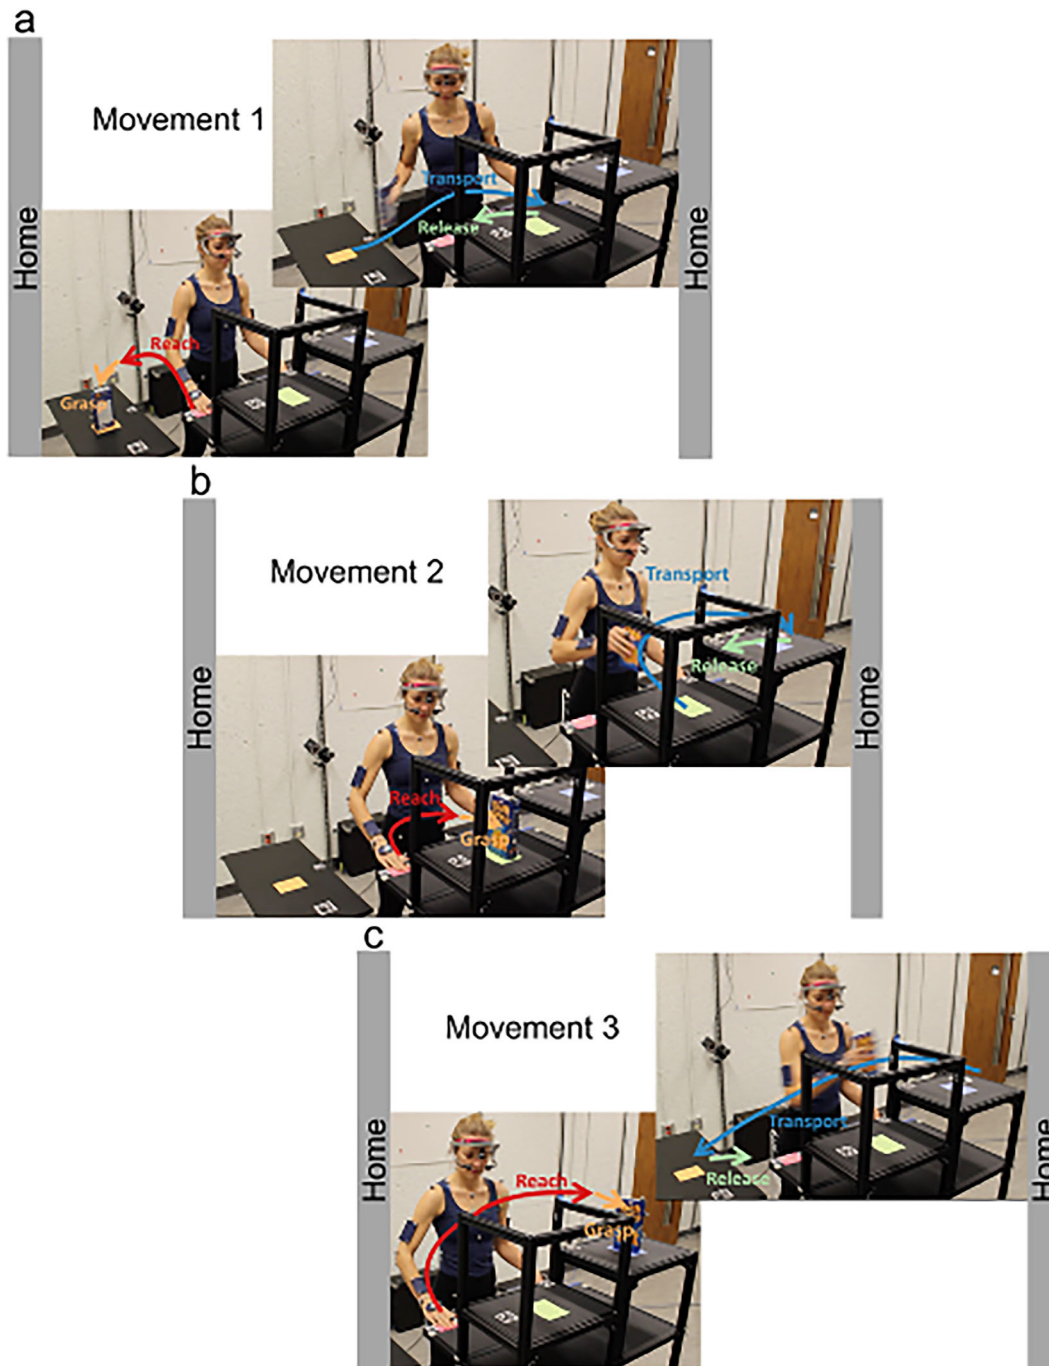 a
Movement 1
Home
Home
Transport
Release
Reach
Grasp
b
Movement 2
Home
Home
Transport
Release
Reach
Grasp
c
Movement 3
Home
Home
Transport
Release
Reach
Grasp